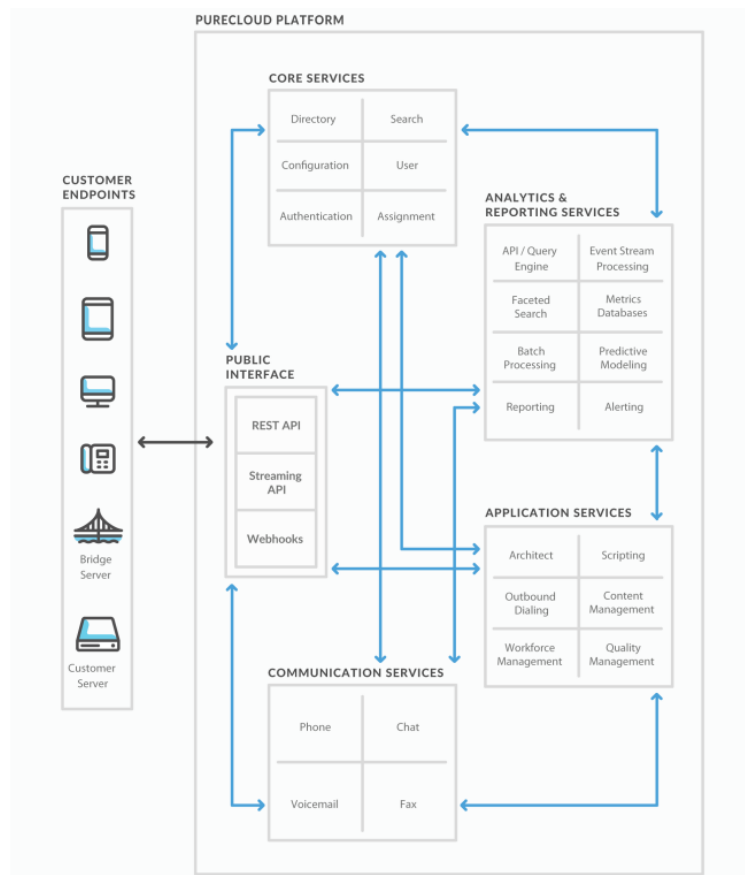 PURECLOUD PLATFORM
CORE SERVICES
Directory
Search
Configuration
User
Authentication
Assignment
CUSTOMER
ENDPOINTS
Bridge
Server
Customer
Server
ANALYTICS &
REPORTING SERVICES
API / Query
Engine
Event Stream
Processing
Faceted
Search
Metrics
Databases
Batch
Processing
Predictive
Modeling
Reporting
Alerting
PUBLIC
INTERFACE
REST API
Streaming
API
Webhooks
APPLICATION SERVICES
Architect
Scripting
Outbound
Dialing
Content
Management
Workforce
Management
Quality
Management
COMMUNICATION SERVICES
Phone
Chat
Voicemail
Fax